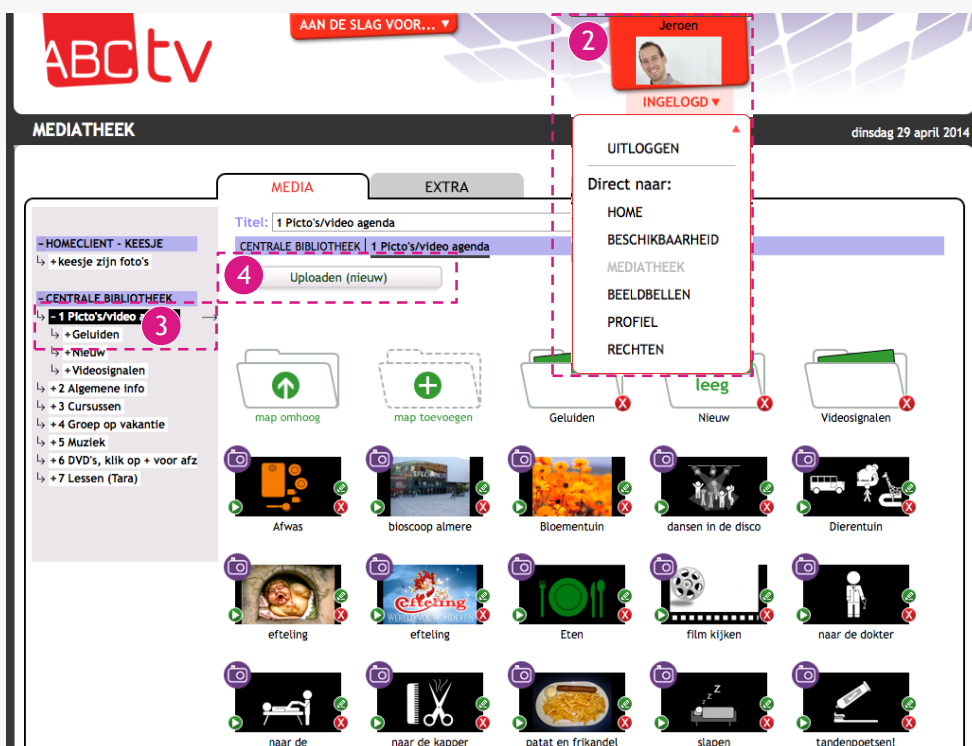 ABC tv
AAN DE SLAG VOOR... ▼
2
Jeroen
INGELOGD ▼
MEDIATHEEK
dinsdag 29 april 2014
UITLOGGEN
Direct naar:
HOME
BESCHIKBAARHEID
MEDIATHEEK
BEELDBELLEN
PROFIEL
RECHTEN
MEDIA
EXTRA
– HOMECLIENT - KEESJE
+keesje zijn foto's
– CENTRALE BIBLIOTHEEK
– 1 Picto's/video
3
+Geluiden
+Nieuw
+Videosignalen
+2 Algemene info
+3 Cursussen
+4 Groep op vakantie
+5 Muziek
+6 DVD's, klik op + voor afz
+7 Lessen (Tara)
Titel: 1 Picto's/video agenda
CENTRALE BIBLIOTHEEK | 1 Picto's/video agenda
4
Uploaden (nieuw)
leeg
map omhoog
map toevoegen
Geluiden
Nieuw
Videosignalen
Afwas
bioscoop almere
Bloementuin
dansen in de disco
Dierentuin
Efteling
WERELD VOL WONDEREN
efteling
efteling
Eten
film kijken
naar de dokter
z z z
naar de
naar de kapper
patat en frikandel
slapen
tandenpoetsen!